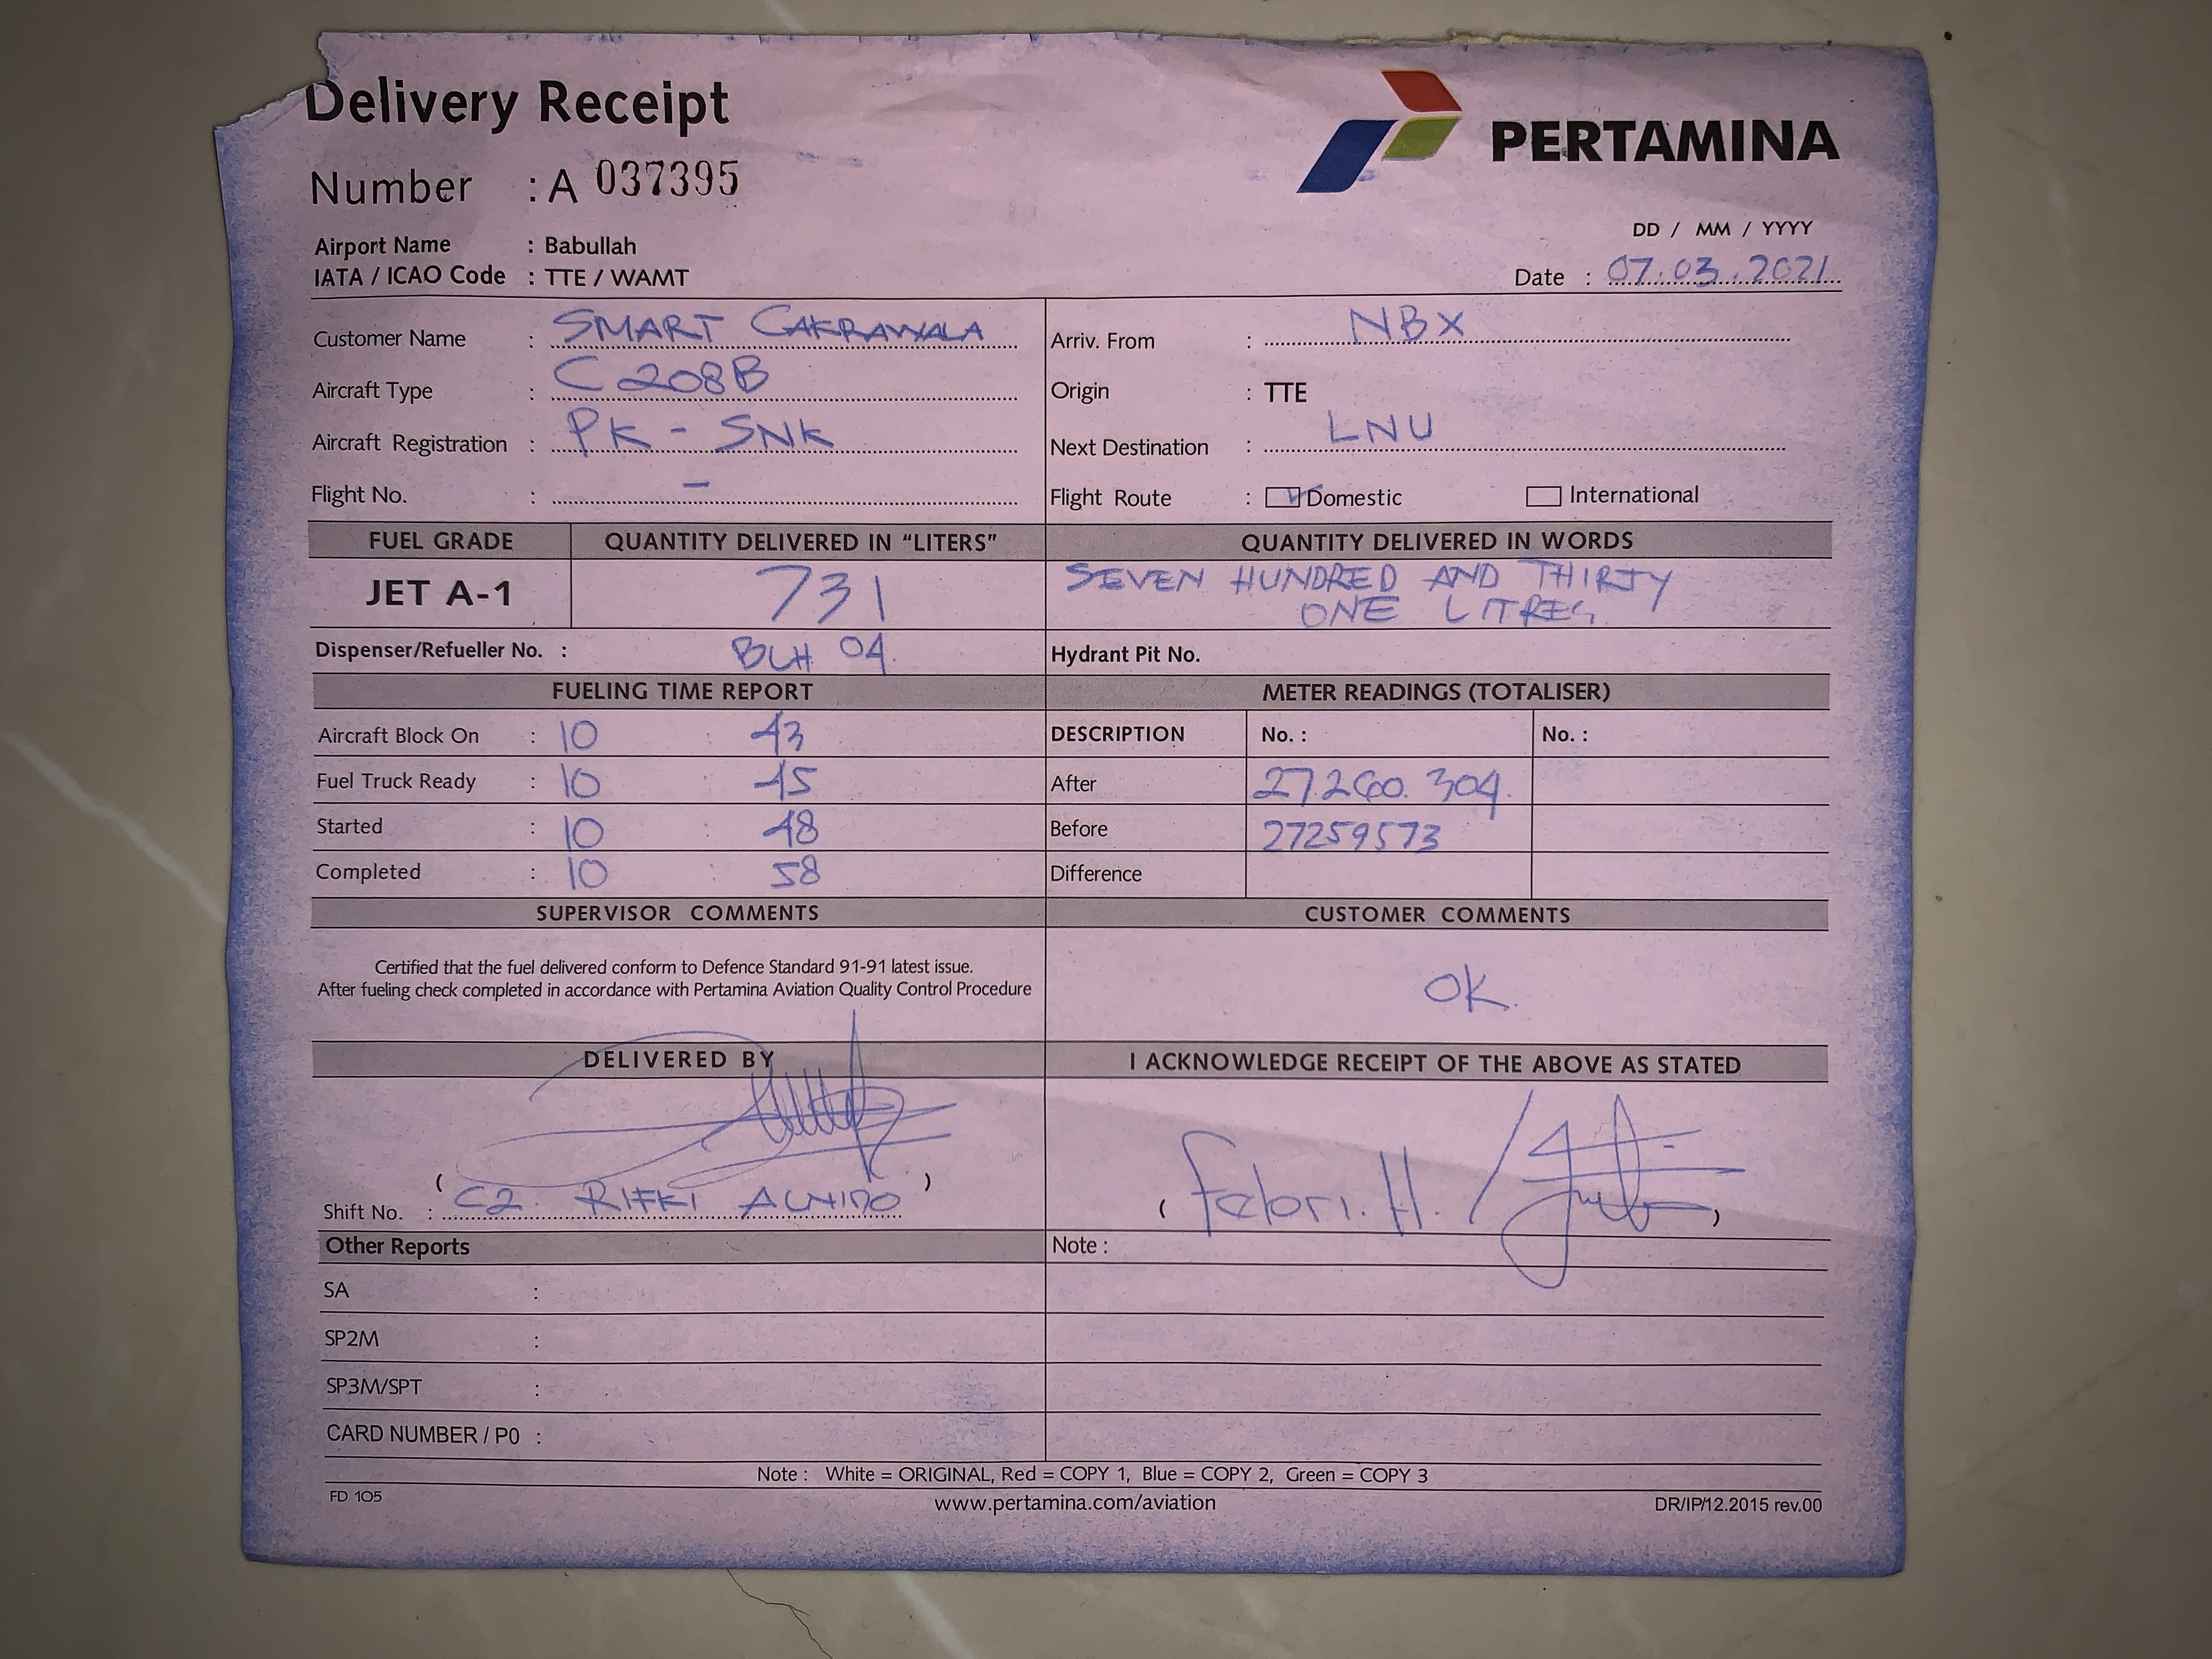 Delivery Receipt
PERTAMINA
Number : A 037395
DD / MM / YYYY
Airport Name : Babullah
IATA / ICAO Code : TTE / WAMT
Date : 07.03.2021
Customer Name : SMART CAKRAWALA
Arriv. From : NBX
Aircraft Type : C208B
Origin : TTE
Aircraft Registration : PK - SNK
Next Destination : LNU
Flight No. : -
Flight Route : Domestic International
FUEL GRADE QUANTITY DELIVERED IN "LITERS" QUANTITY DELIVERED IN WORDS
JET A-1 731 SEVEN HUNDRED AND THIRTY
ONE LITRES
Dispenser/Refueller No. : BLH 04.
Hydrant Pit No.
FUELING TIME REPORT METER READINGS (TOTALISER)
Aircraft Block On : 10 : 43
DESCRIPTION No. : No. :
Fuel Truck Ready : 10 : 45
After 27.260.304.
Started : 10 : 48
Before 27259573
Completed : 10 : 58
Difference
SUPERVISOR COMMENTS CUSTOMER COMMENTS
Certified that the fuel delivered conform to Defence Standard 91-91 latest issue.
After fueling check completed in accordance with Pertamina Aviation Quality Control Procedure
OK.
DELIVERED BY I ACKNOWLEDGE RECEIPT OF THE ABOVE AS STATED
( )
Shift No. : C2. RIFKI
( Febri. H. / )
Other Reports Note :
SA :
SP2M :
SP3M/SPT :
CARD NUMBER / PO :
Note : White = ORIGINAL, Red = COPY 1, Blue = COPY 2, Green = COPY 3
FD 105 www.pertamina.com/aviation DR/IP/12.2015 rev.00